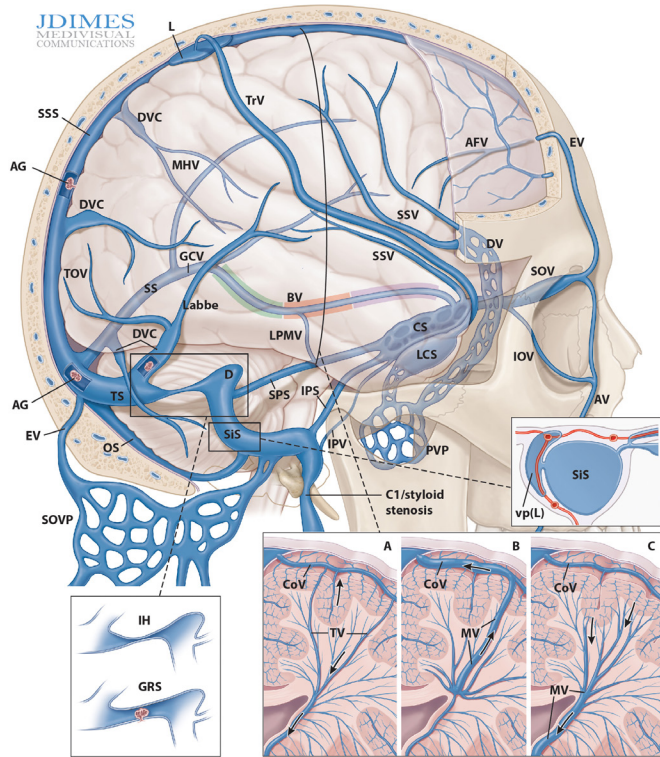 JDIMES
MEDIVISUAL
COMMUNICATIONS
L
SSS
DVC
TrV
AFV
EV
AG
MHV
DVC
SSV
DV
GCV
SSV
TOV
SS
SOV
Labbe
BV
LPMV
CS
DVC
IOV
LCS
D
AG
TS
SPS
IPS
AV
EV
OS
SiS
IPV
PVP
SiS
vp(L)
SOVP
C1/styloid
stenosis
A
B
C
CoV
CoV
CoV
IH
TV
MV
GRS
MV